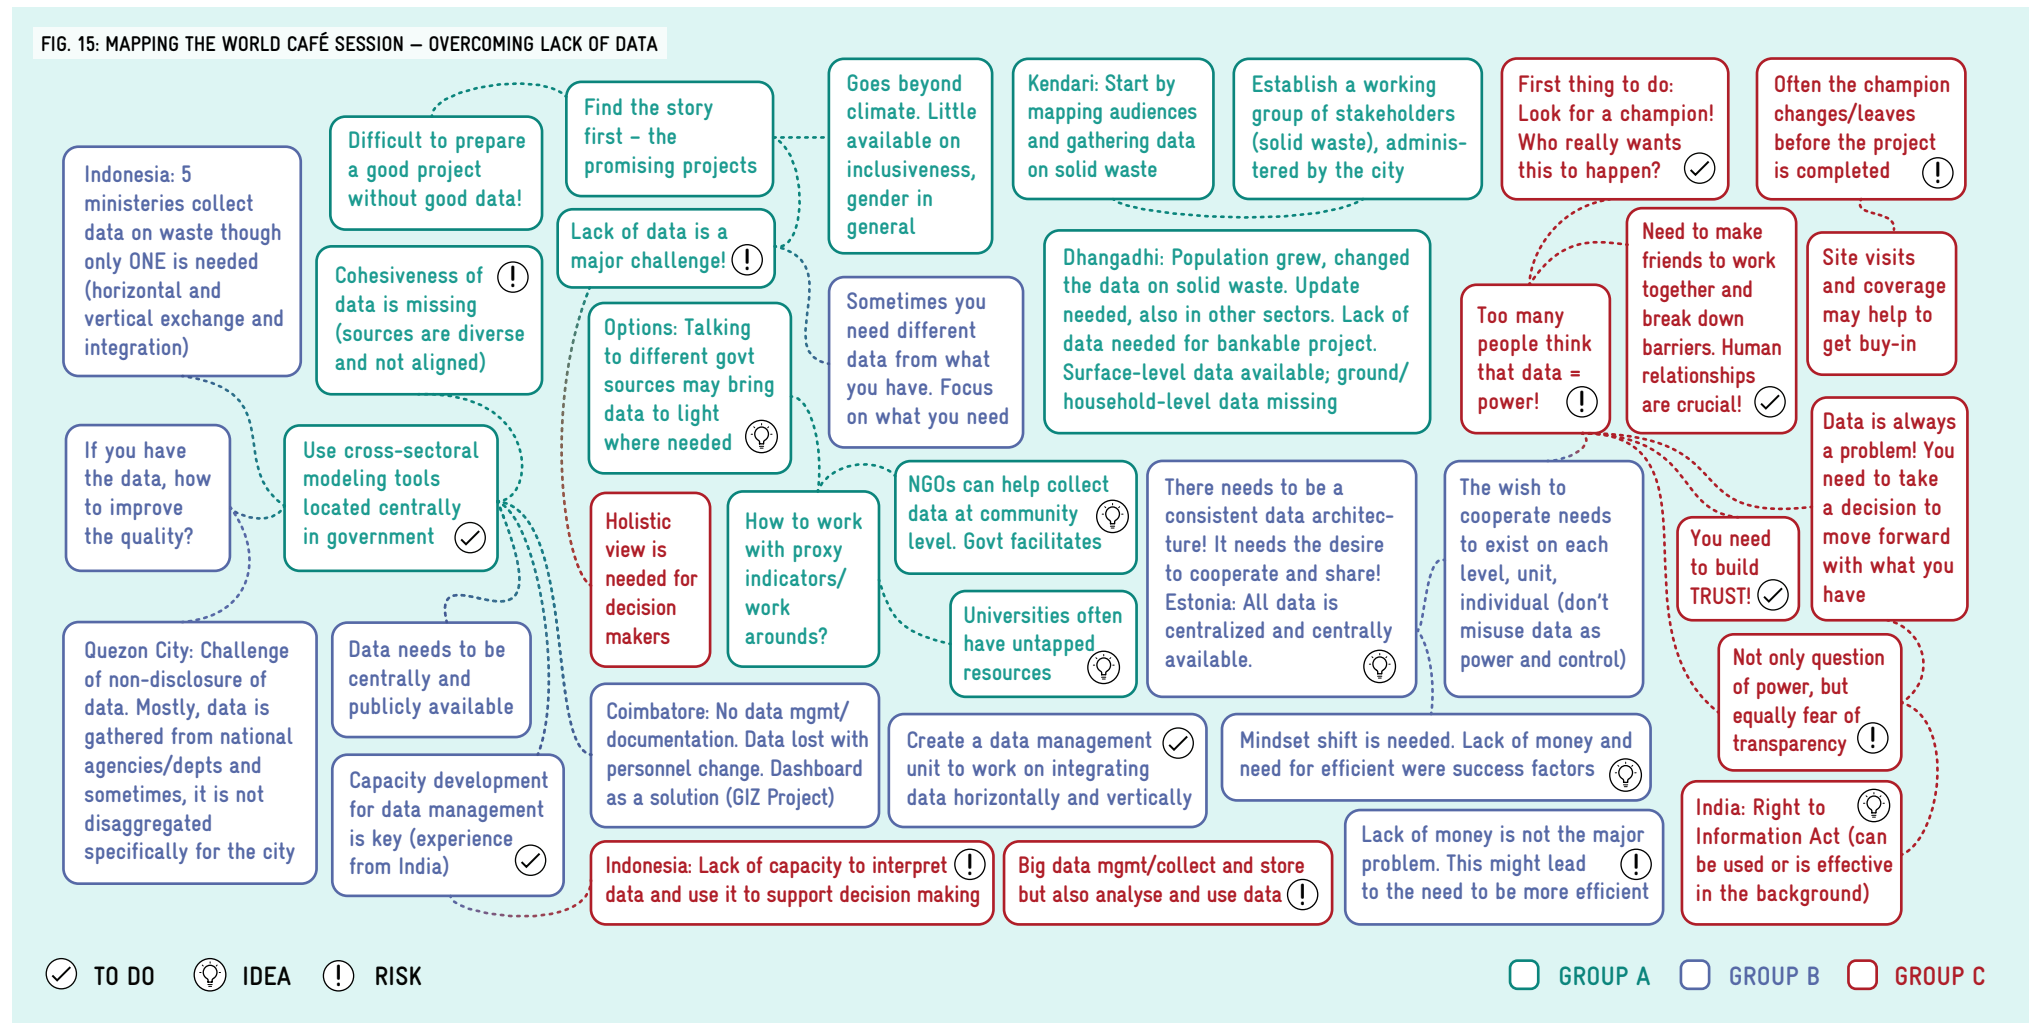 FIG. 15: MAPPING THE WORLD CAFÉ SESSION – OVERCOMING LACK OF DATA
Indonesia: 5
ministeries collect
data on waste though
only ONE is needed
(horizontal and
vertical exchange and
integration)
Difficult to prepare
a good project
without good data!
Find the story
first – the
promising projects
Goes beyond
climate. Little
available on
inclusiveness,
gender in
general
Kendari: Start by
mapping audiences
and gathering data
on solid waste
Establish a working
group of stakeholders
(solid waste), adminis-
tered by the city
First thing to do:
Look for a champion!
Who really wants
this to happen?
Often the champion
changes/leaves
before the project
is completed
Cohesiveness of
data is missing
(sources are diverse
and not aligned)
Lack of data is a
major challenge!
Options: Talking
to different govt
sources may bring
data to light
where needed
Sometimes you
need different
data from what
you have. Focus
on what you need
Dhangadhi: Population grew, changed
the data on solid waste. Update
needed, also in other sectors. Lack of
data needed for bankable project.
Surface-level data available; ground/
household-level data missing
Too many
people think
that data =
power!
Need to make
friends to work
together and
break down
barriers. Human
relationships
are crucial!
Site visits
and coverage
may help to
get buy-in
If you have
the data, how
to improve
the quality?
Use cross-sectoral
modeling tools
located centrally
in government
Holistic
view is
needed for
decision
makers
How to work
with proxy
indicators/
work
arounds?
NGOs can help collect
data at community
level. Govt facilitates
Universities often
have untapped
resources
There needs to be a
consistent data architec-
ture! It needs the desire
to cooperate and share!
Estonia: All data is
centralized and centrally
available.
The wish to
cooperate needs
to exist on each
level, unit,
individual (don't
misuse data as
power and control)
You need
to build
TRUST!
Data is always
a problem! You
need to take
a decision to
move forward
with what you
have
Quezon City: Challenge
of non-disclosure of
data. Mostly, data is
gathered from national
agencies/depts and
sometimes, it is not
disaggregated
specifically for the city
Data needs to be
centrally and
publicly available
Capacity development
for data management
is key (experience
from India)
Coimbatore: No data mgmt/
documentation. Data lost with
personnel change. Dashboard
as a solution (GIZ Project)
Create a data management
unit to work on integrating
data horizontally and vertically
Mindset shift is needed. Lack of money and
need for efficient were success factors
Not only question
of power, but
equally fear of
transparency
Indonesia: Lack of capacity to interpret
data and use it to support decision making
Big data mgmt/collect and store
but also analyse and use data
Lack of money is not the major
problem. This might lead
to the need to be more efficient
India: Right to
Information Act (can
be used or is effective
in the background)
TO DO
IDEA
RISK
GROUP A
GROUP B
GROUP C